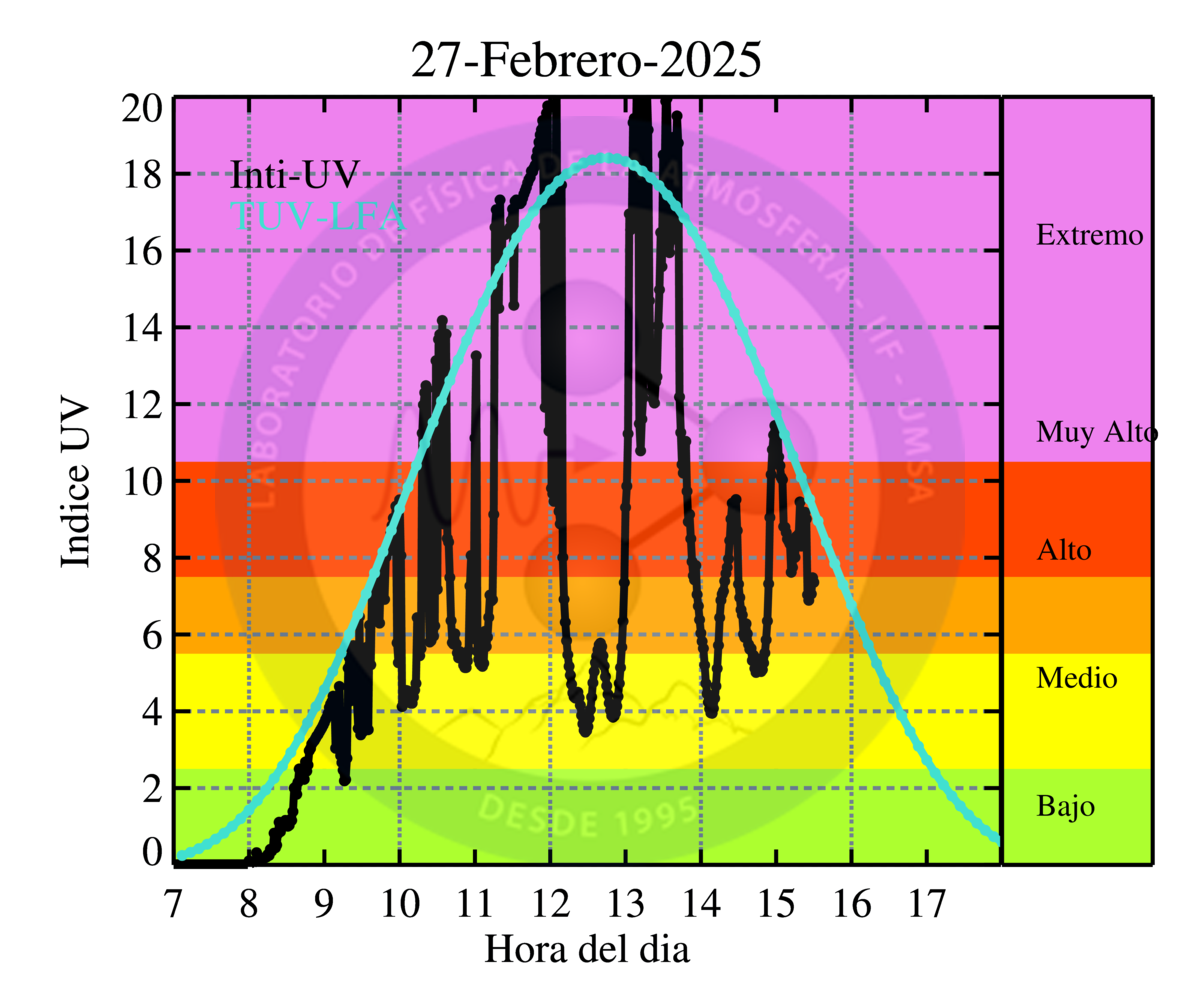 27-Febrero-2025
20
18
16
14
12
10
8
6
4
2
0
Indice UV
Inti-UV
TUV-LFA
LABORATORIO DE FÍSICA DE LA ATMÓSFERA - IIF - UMSA
DESDE 1995
Extremo
Muy Alto
Alto
Medio
Bajo
7 8 9 10 11 12 13 14 15 16 17
Hora del dia